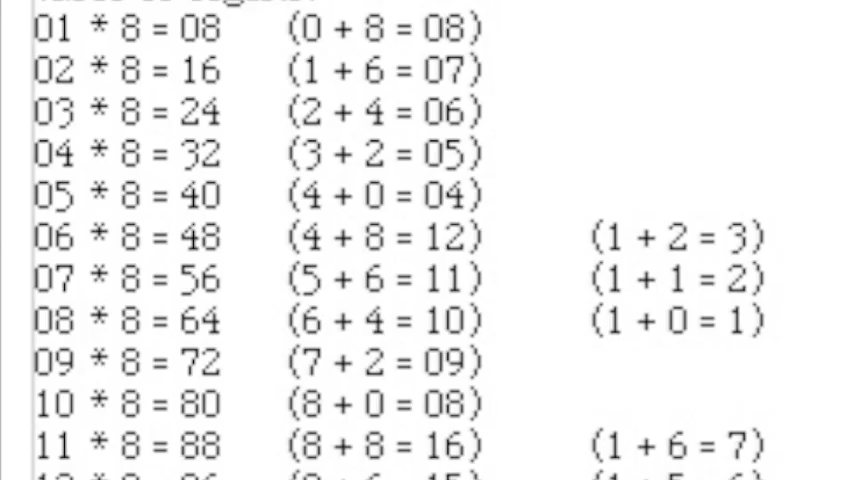 01 * 8 = 08 (0 + 8 = 08)
02 * 8 = 16 (1 + 6 = 07)
03 * 8 = 24 (2 + 4 = 06)
04 * 8 = 32 (3 + 2 = 05)
05 * 8 = 40 (4 + 0 = 04)
06 * 8 = 48 (4 + 8 = 12) (1 + 2 = 3)
07 * 8 = 56 (5 + 6 = 11) (1 + 1 = 2)
08 * 8 = 64 (6 + 4 = 10) (1 + 0 = 1)
09 * 8 = 72 (7 + 2 = 09)
10 * 8 = 80 (8 + 0 = 08)
11 * 8 = 88 (8 + 8 = 16) (1 + 6 = 7)